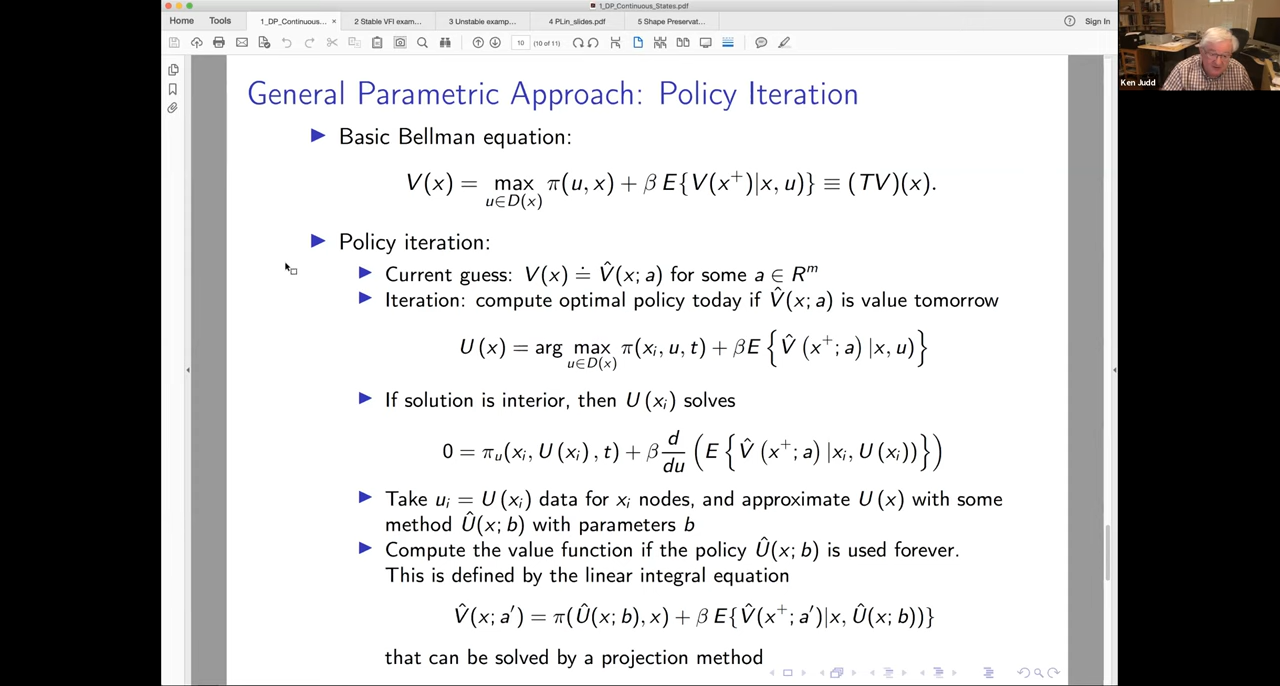 1_DP_Continuous_States.pdf
Home Tools 1_DP_Continuous... × 2 Stable VFI exam... 3 Unstable examp... 4 PLin_slides.pdf 5 Shape Preservat... Sign In
10 (10 of 11)
Ken Judd
General Parametric Approach: Policy Iteration
▶ Basic Bellman equation:
V(x) = max π(u, x) + β E{V(x⁺)|x, u)} ≡ (TV)(x).
u∈D(x)
▶ Policy iteration:
▶ Current guess: V(x) ≐ V̂(x; a) for some a ∈ Rᵐ
▶ Iteration: compute optimal policy today if V̂(x; a) is value tomorrow
U(x) = arg max π(xᵢ, u, t) + βE {V̂ (x⁺; a) |x, u)}
u∈D(x)
▶ If solution is interior, then U(xᵢ) solves
0 = πᵤ(xᵢ, U(xᵢ), t) + β d/du (E {V̂ (x⁺; a) |xᵢ, U(xᵢ))})
▶ Take uᵢ = U(xᵢ) data for xᵢ nodes, and approximate U(x) with some
method Û(x; b) with parameters b
▶ Compute the value function if the policy Û(x; b) is used forever.
This is defined by the linear integral equation
V̂(x; a′) = π(Û(x; b), x) + β E{V̂(x⁺; a′)|x, Û(x; b))}
that can be solved by a projection method